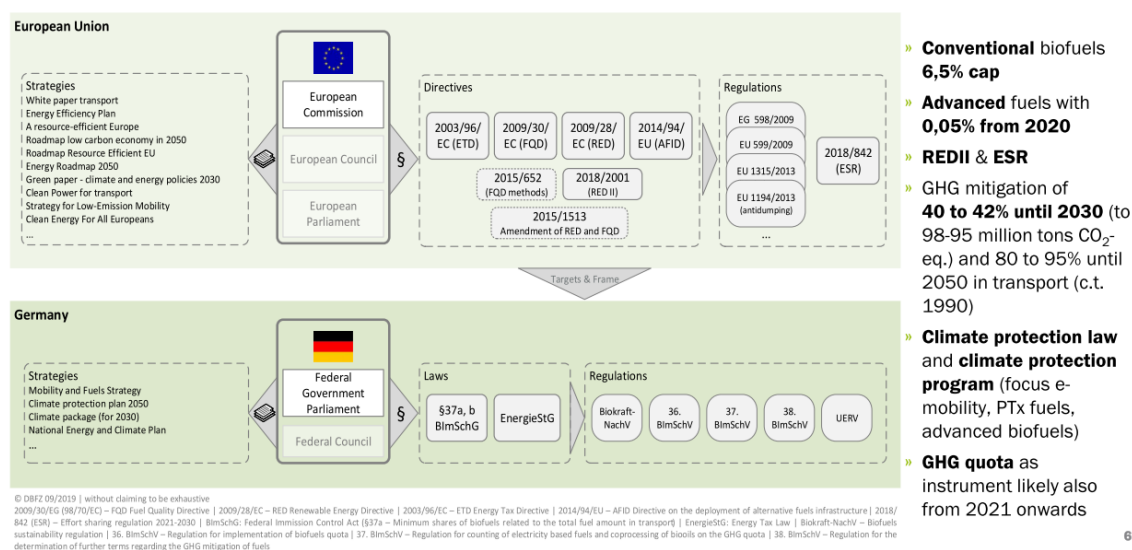 European Union
Strategies
White paper transport
Energy Efficiency Plan
A resource-efficient Europe
Roadmap low carbon economy in 2050
Roadmap Resource Efficient EU
Energy Roadmap 2050
Green paper - climate and energy policies 2030
Clean Power for transport
Strategy for Low-Emission Mobility
Clean Energy For All Europeans
...
European
Commission
European Council
European
Parliament
§
Directives
2003/96/
EC (ETD)
2009/30/
EC (FQD)
2009/28/
EC (RED)
2014/94/
EU (AFID)
2015/652
(FQD methods)
2018/2001
(RED II)
2015/1513
Amendment of RED and FQD
Regulations
EG 598/2009
EU 599/2009
EU 1315/2013
EU 1194/2013
(antidumping)
...
2018/842
(ESR)
Targets & Frame
Germany
Strategies
Mobility and Fuels Strategy
Climate protection plan 2050
Climate package (for 2030)
National Energy and Climate Plan
...
Federal
Government
Parliament
Federal Council
§
Laws
§37a, b
BImSchG
EnergieStG
Regulations
Biokraft-
NachV
36.
BImSchV
37.
BImSchV
38.
BImSchV
UERV
© DBFZ 09/2019 | without claiming to be exhaustive
2009/30/EG (98/70/EC) – FQD Fuel Quality Directive | 2009/28/EC – RED Renewable Energy Directive | 2003/96/EC – ETD Energy Tax Directive | 2014/94/EU – AFID Directive on the deployment of alternative fuels infrastructure | 2018/
842 (ESR) – Effort sharing regulation 2021-2030 | BImSchG: Federal Immission Control Act (§37a – Minimum shares of biofuels related to the total fuel amount in transport) | EnergieStG: Energy Tax Law | Biokraft-NachV – Biofuels
sustainability regulation | 36. BImSchV – Regulation for implementation of biofuels quota | 37. BImSchV – Regulation for counting of electricity based fuels and coprocessing of biooils on the GHG quota | 38. BImSchV – Regulation for the
determination of further terms regarding the GHG mitigation of fuels
» Conventional biofuels
6,5% cap
» Advanced fuels with
0,05% from 2020
» REDII & ESR
» GHG mitigation of
40 to 42% until 2030 (to
98-95 million tons CO₂-
eq.) and 80 to 95% until
2050 in transport (c.t.
1990)
» Climate protection law
and climate protection
program (focus e-
mobility, PTx fuels,
advanced biofuels)
» GHG quota as
instrument likely also
from 2021 onwards
6